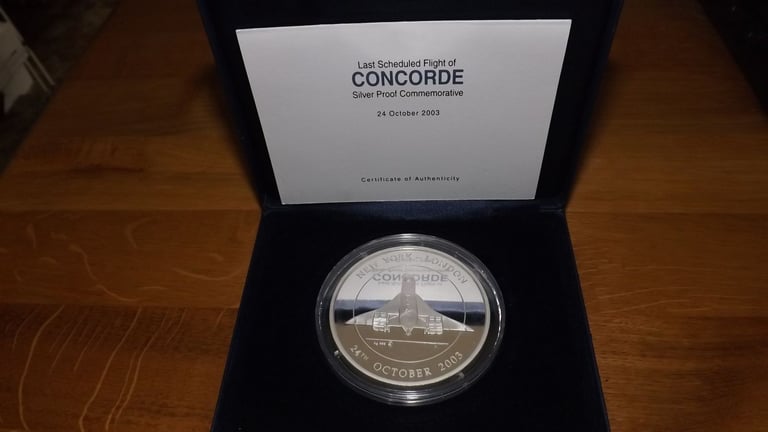 Last Scheduled Flight of
CONCORDE
Silver Proof Commemorative
24 October 2003
Certificate of Authenticity
NEW YORK - LONDON
24TH OCTOBER 2003